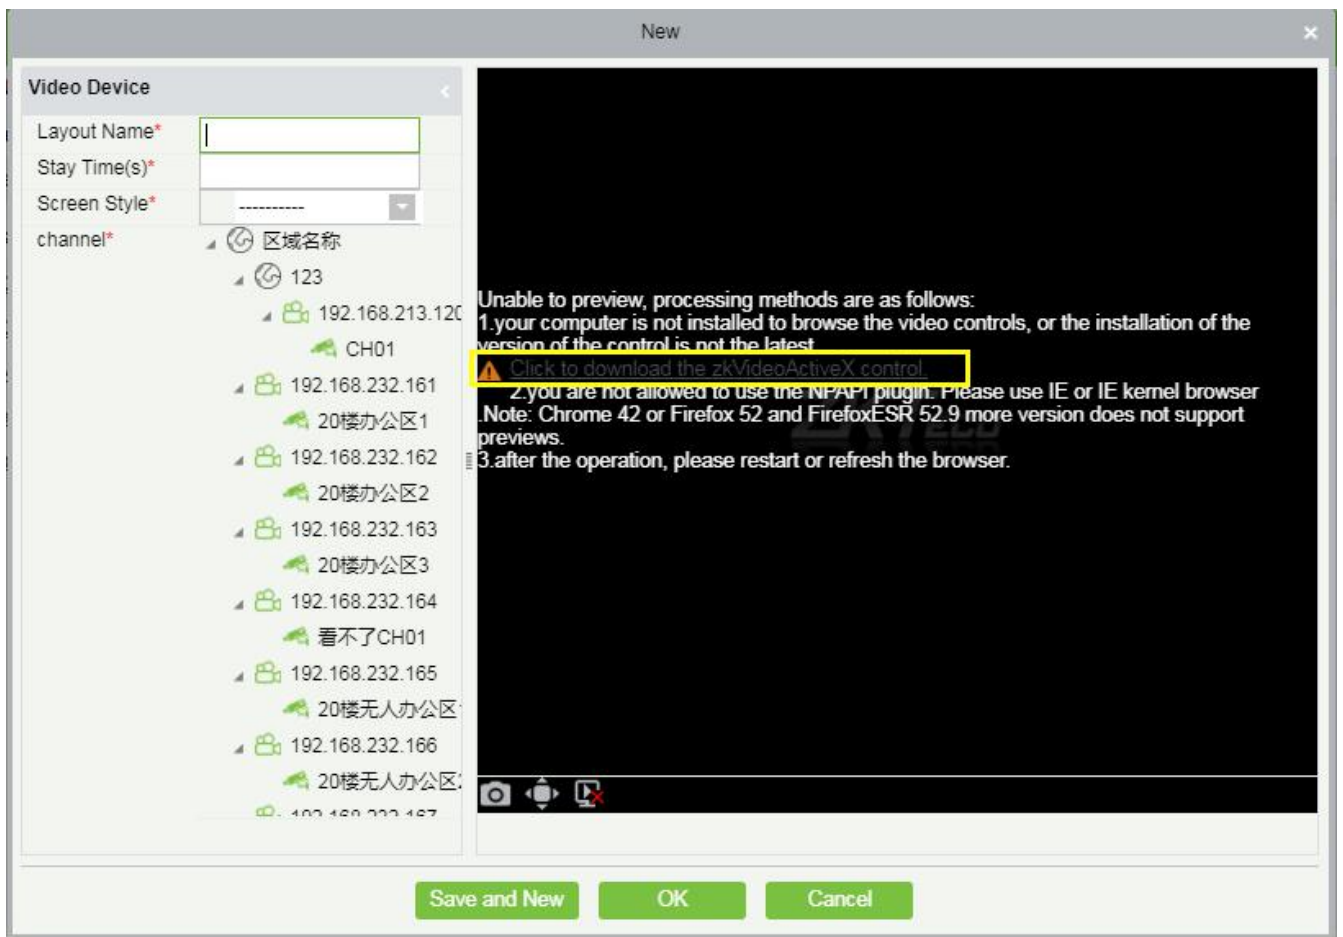 New
Video Device
Layout Name*
Stay Time(s)*
Screen Style*
----------
channel*
区域名称
123
192.168.213.120
CH01
192.168.232.161
20楼办公区1
192.168.232.162
20楼办公区2
192.168.232.163
20楼办公区3
192.168.232.164
看不了CH01
192.168.232.165
20楼无人办公区
192.168.232.166
20楼无人办公区
192.168.232.167
Unable to preview, processing methods are as follows:
1.your computer is not installed to browse the video controls, or the installation of the
version of the control is not the latest
Click to download the zkVideoActiveX control.
2.you are not allowed to use the NPAPI plugin. Please use IE or IE kernel browser
.Note: Chrome 42 or Firefox 52 and FirefoxESR 52.9 more version does not support
previews.
3.after the operation, please restart or refresh the browser.
ZKTECO
Save and New
OK
Cancel